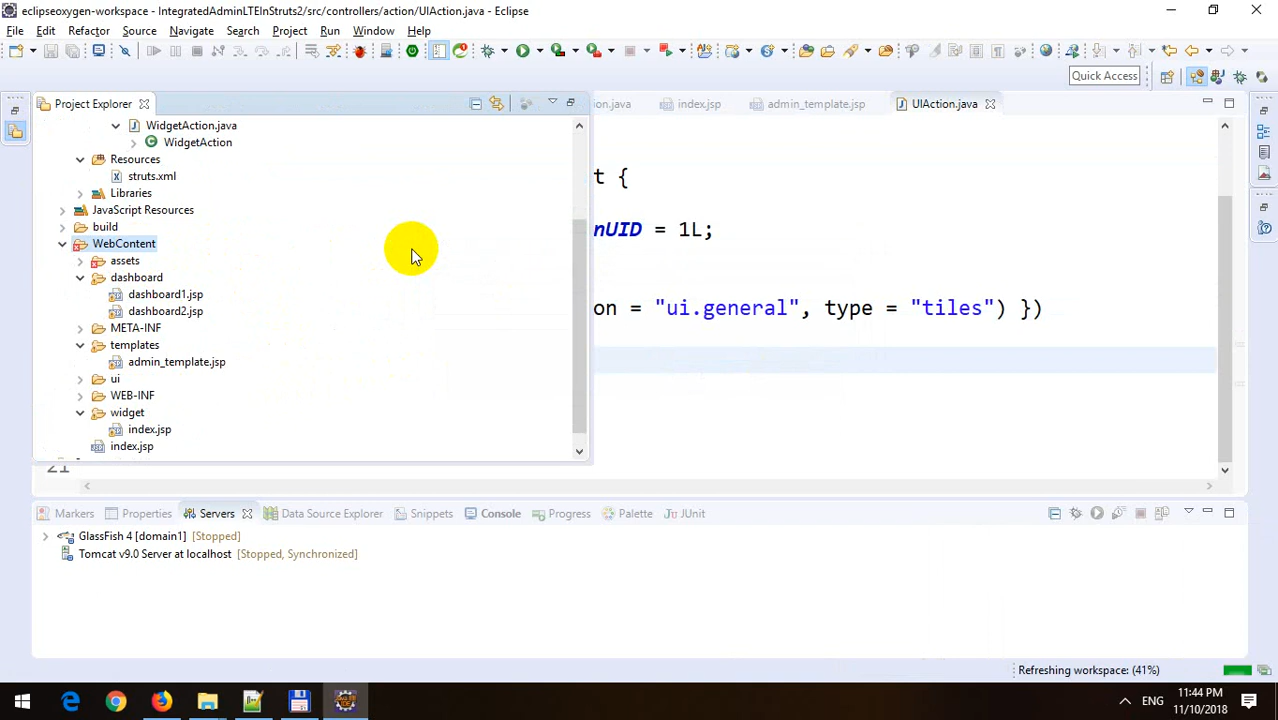 eclipseoxygen-workspace - IntegratedAdminLTEInStruts2/src/controllers/action/UIAction.java - Eclipse
File Edit Refactor Source Navigate Search Project Run Window Help
Quick Access
Project Explorer
ion.java index.jsp admin_template.jsp UIAction.java
WidgetAction.java
WidgetAction
Resources
struts.xml
Libraries
JavaScript Resources
build
WebContent
assets
dashboard
dashboard1.jsp
dashboard2.jsp
META-INF
templates
admin_template.jsp
ui
WEB-INF
widget
index.jsp
index.jsp
t {
nUID = 1L;
on = "ui.general", type = "tiles") })
21
Markers Properties Servers Data Source Explorer Snippets Console Progress Palette JUnit
GlassFish 4 [domain1] [Stopped]
Tomcat v9.0 Server at localhost [Stopped, Synchronized]
Refreshing workspace: (41%)
ENG
11:44 PM
11/10/2018